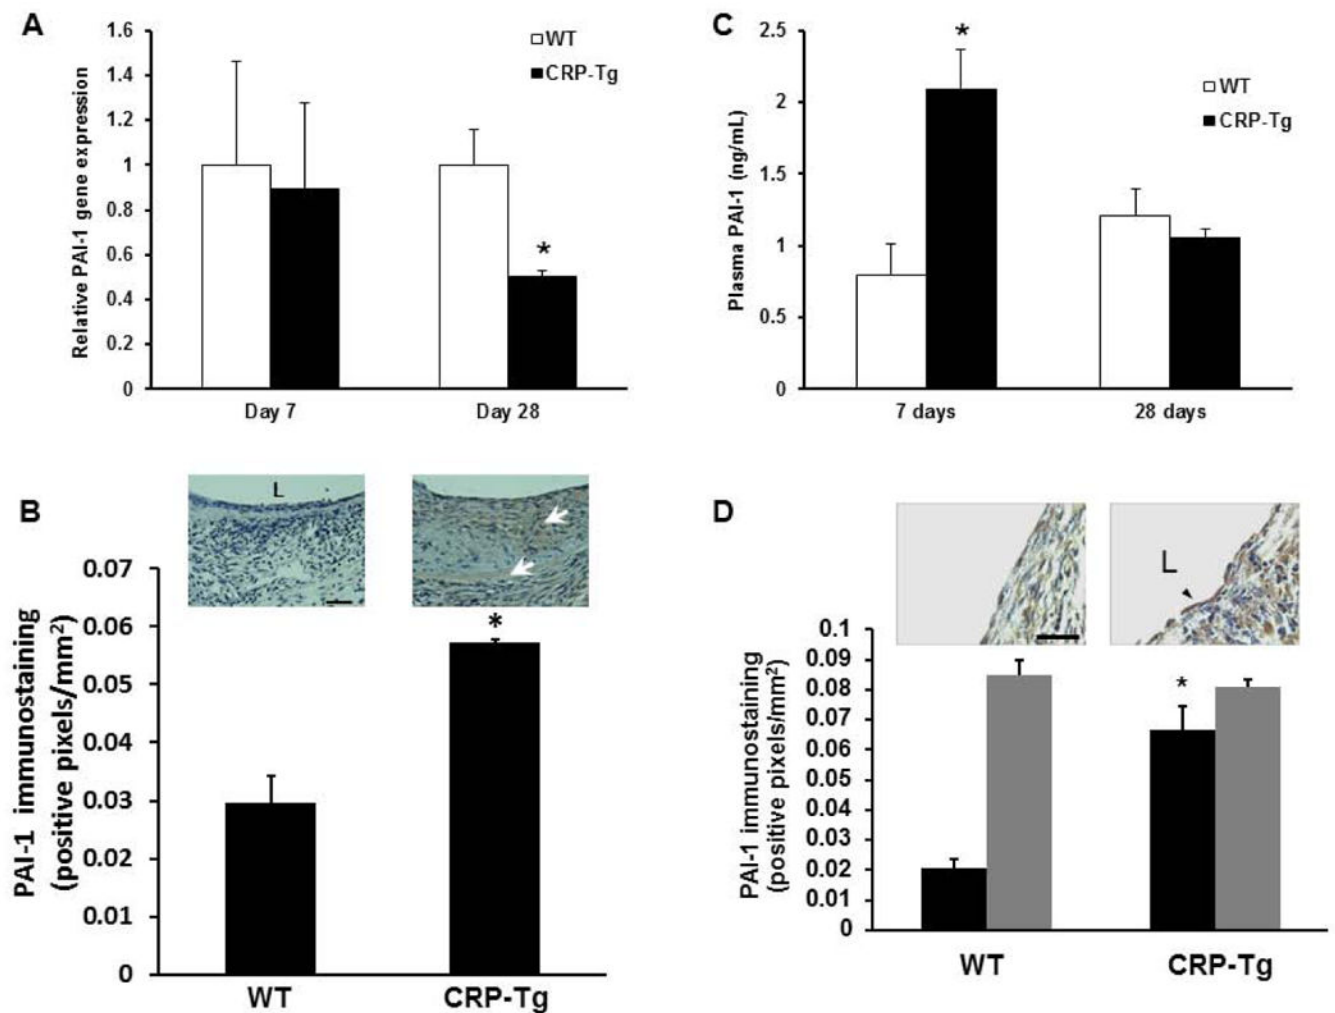 A
Relative PAI-1 gene expression
1.6
1.4
1.2
1
0.8
0.6
0.4
0.2
0
WT
CRP-Tg
*
Day 7
Day 28
C
Plasma PAI-1 (ng/mL)
2.5
2
1.5
1
0.5
0
*
WT
CRP-Tg
7 days
28 days
B
L
PAI-1 immunostaining
(positive pixels/mm²)
0.07
0.06
0.05
0.04
0.03
0.02
0.01
0
*
WT
CRP-Tg
D
L
PAI-1 immunostaining
(positive pixels/mm²)
0.1
0.09
0.08
0.07
0.06
0.05
0.04
0.03
0.02
0.01
0
*
WT
CRP-Tg